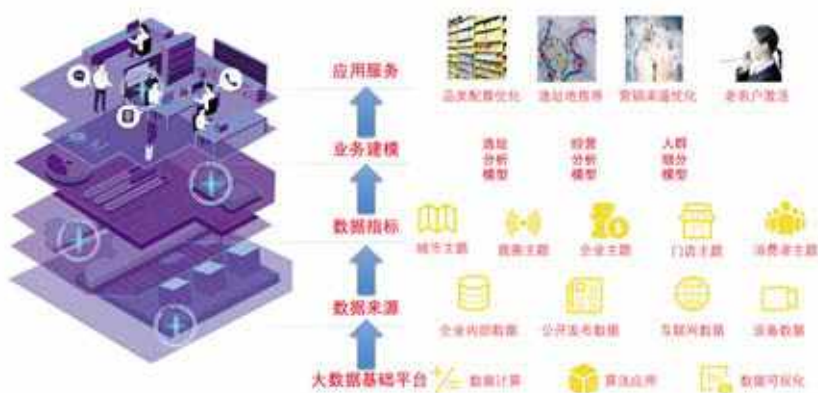 应用服务
品类配置优化 选址地推荐 营销渠道优化 老客户激活
业务建模
选址分析模型 经营分析模型 人群细分模型
数据指标
城市主题 商圈主题 企业主题 门店主题 消费者主题
数据来源
企业内部数据 公开发布数据 互联网数据 设备数据
大数据基础平台
数据计算 算法应用 数据可视化